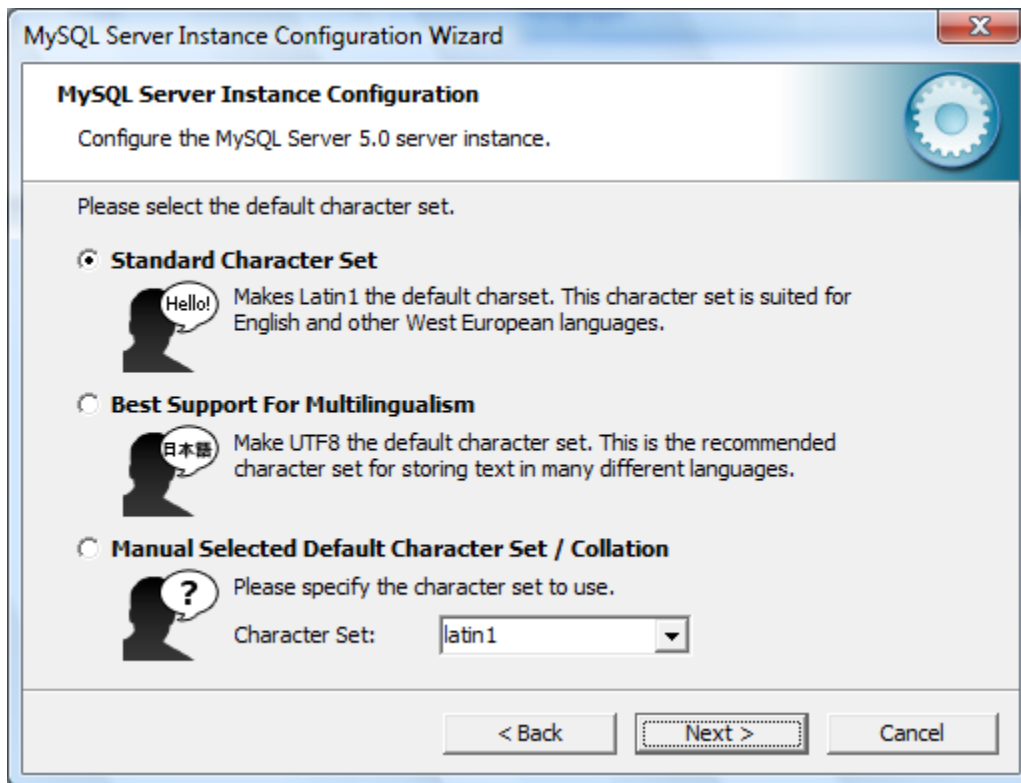 MySQL Server Instance Configuration Wizard
MySQL Server Instance Configuration
Configure the MySQL Server 5.0 server instance.
Please select the default character set.
Standard Character Set
Hello!
Makes Latin1 the default charset. This character set is suited for
English and other West European languages.
Best Support For Multilingualism
日本語
Make UTF8 the default character set. This is the recommended
character set for storing text in many different languages.
Manual Selected Default Character Set / Collation
?
Please specify the character set to use.
Character Set: latin1
< Back Next > Cancel